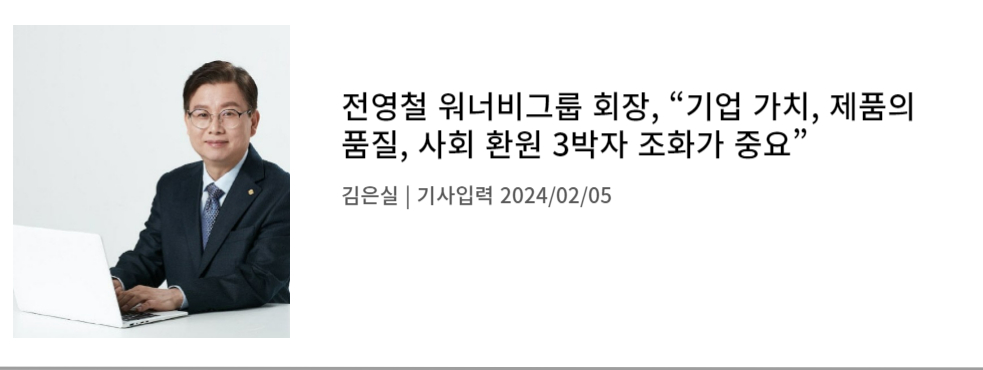 전영철 워너비그룹 회장, “기업 가치, 제품의
품질, 사회 환원 3박자 조화가 중요”
김은실 | 기사입력 2024/02/05